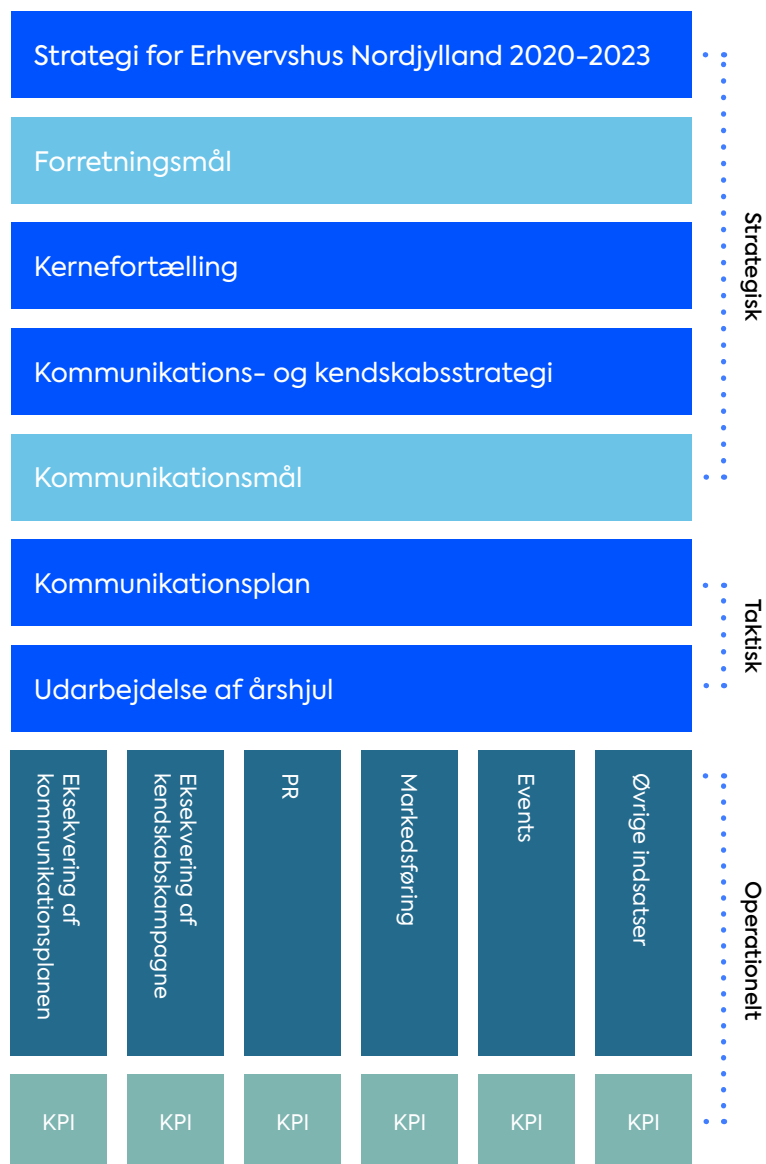 Strategi for Erhvervshus Nordjylland 2020-2023
Forretningsmål
Kernefortælling
Kommunikations- og kendskabsstrategi
Kommunikationsmål
Strategisk
Kommunikationsplan
Udarbejdelse af årshjul
Taktisk
Eksekvering af
kommunikationsplanen
Eksekvering af
kendskabskampagne
PR
Markedsføring
Events
Øvrige indsatser
Operationelt
KPI
KPI
KPI
KPI
KPI
KPI